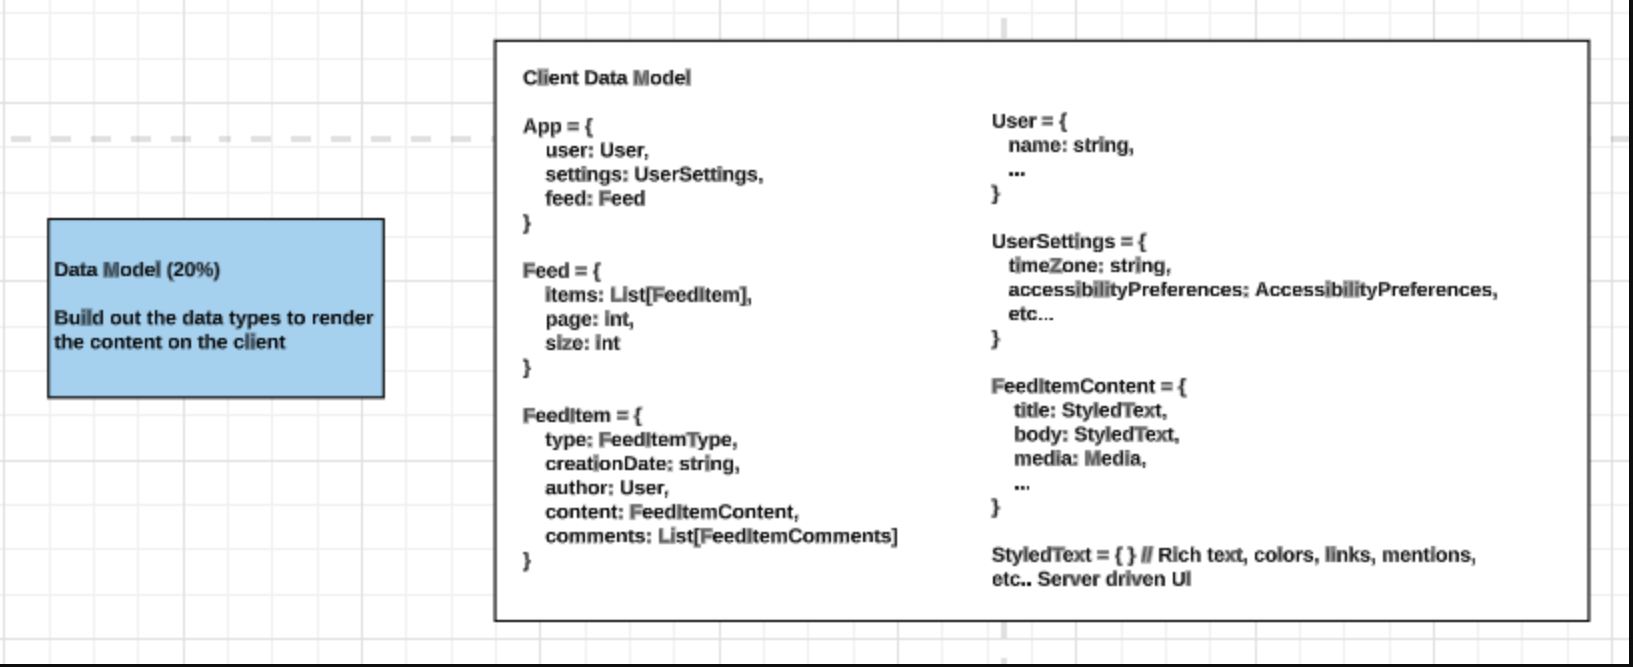 Data Model (20%)
Build out the data types to render
the content on the client
Client Data Model
App = {
user: User,
settings: UserSettings,
feed: Feed
}
Feed = {
items: List[FeedItem],
page: int,
size: int
}
FeedItem = {
type: FeedItemType,
creationDate: string,
author: User,
content: FeedItemContent,
comments: List[FeedItemComments]
}
User = {
name: string,
...
}
UserSettings = {
timeZone: string,
accessibilityPreferences: AccessibilityPreferences,
etc...
}
FeedItemContent = {
title: StyledText,
body: StyledText,
media: Media,
...
}
StyledText = { } // Rich text, colors, links, mentions,
etc.. Server driven UI